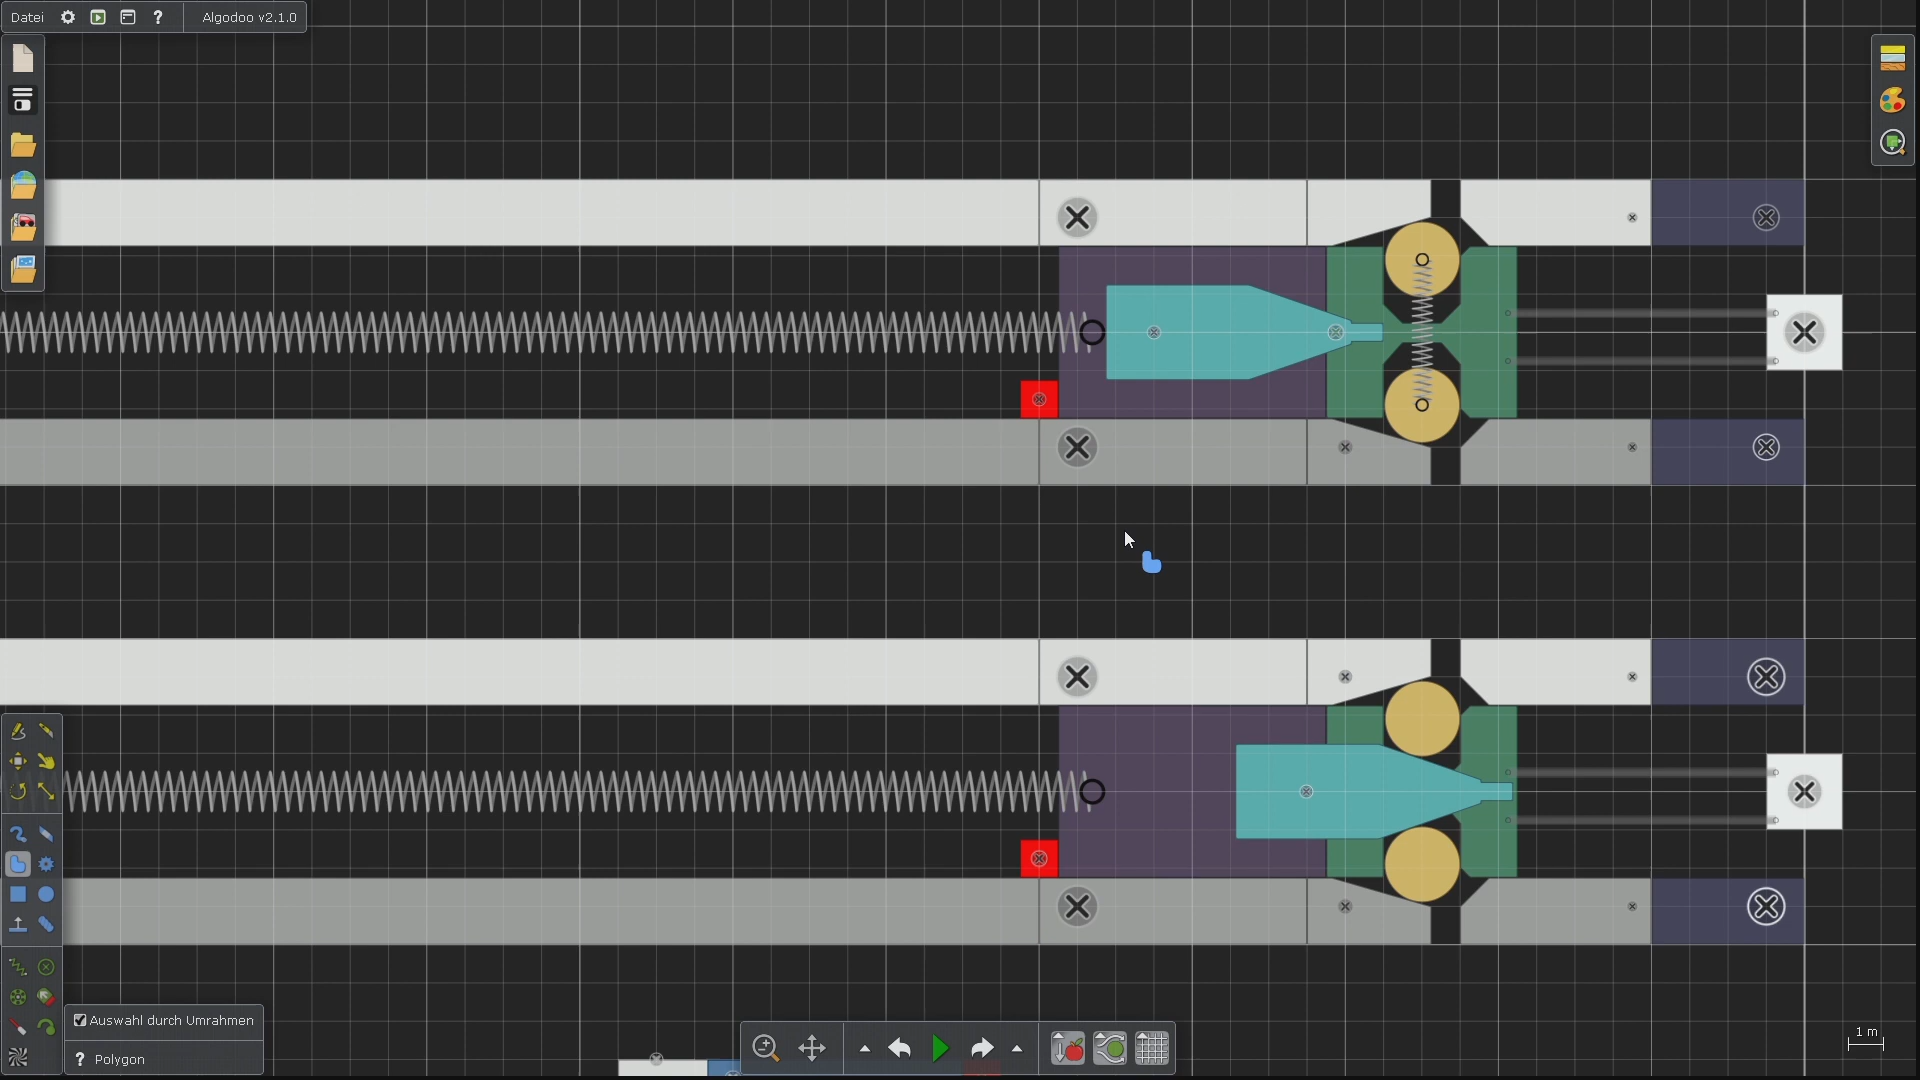 Datei ? Algodoo v2.1.0
1 m
Auswahl durch Umrahmen
? Polygon